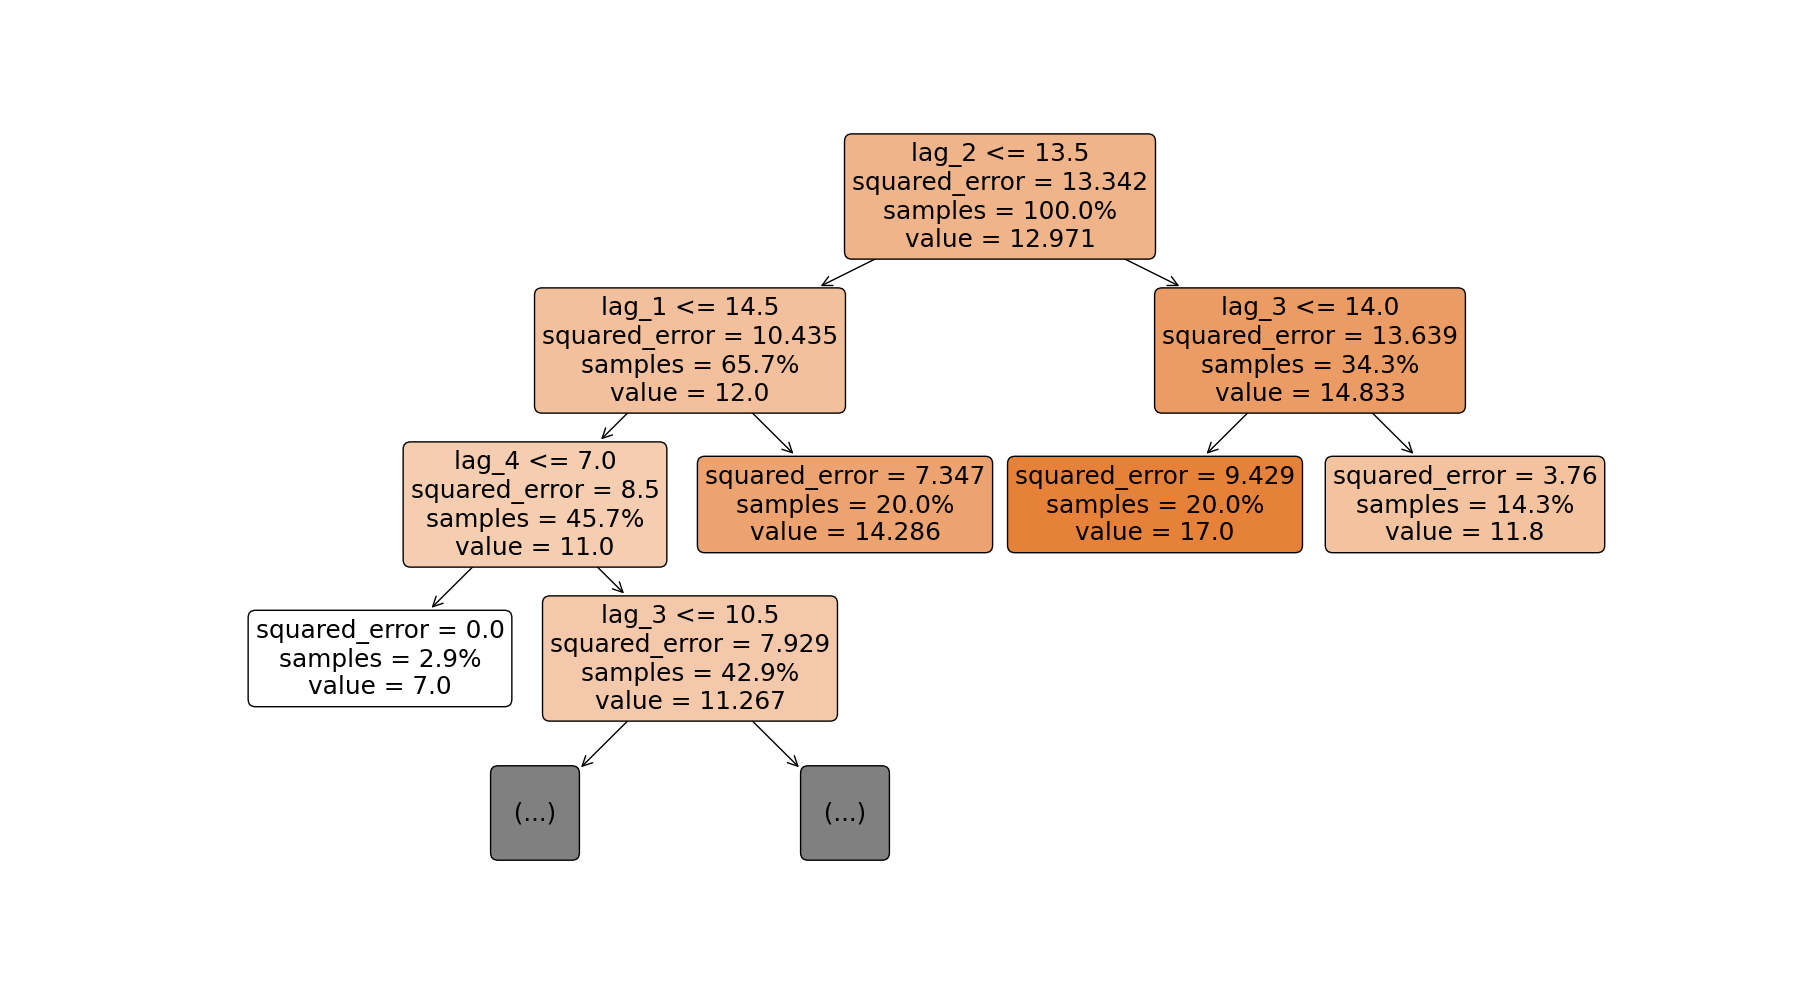 lag_2 <= 13.5
squared_error = 13.342
samples = 100.0%
value = 12.971
lag_1 <= 14.5
squared_error = 10.435
samples = 65.7%
value = 12.0
lag_3 <= 14.0
squared_error = 13.639
samples = 34.3%
value = 14.833
lag_4 <= 7.0
squared_error = 8.5
samples = 45.7%
value = 11.0
squared_error = 7.347
samples = 20.0%
value = 14.286
squared_error = 9.429
samples = 20.0%
value = 17.0
squared_error = 3.76
samples = 14.3%
value = 11.8
squared_error = 0.0
samples = 2.9%
value = 7.0
lag_3 <= 10.5
squared_error = 7.929
samples = 42.9%
value = 11.267
(...)
(...)